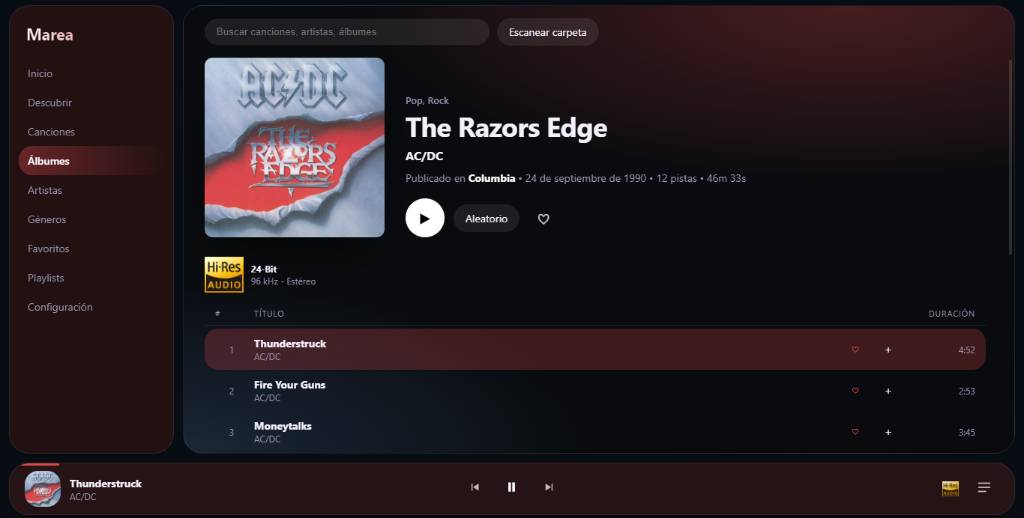 Marea
Inicio
Descubrir
Canciones
Álbumes
Artistas
Géneros
Favoritos
Playlists
Configuración
Buscar canciones, artistas, álbumes
Escanear carpeta
AC/DC
THE
RAZORS
EDGE
Pop, Rock
The Razors Edge
AC/DC
Publicado en Columbia • 24 de septiembre de 1990 • 12 pistas • 46m 33s
Aleatorio
Hi-Res
AUDIO
24-Bit
96 kHz - Estéreo
# TÍTULO DURACIÓN
1 Thunderstruck + 4:52
AC/DC
2 Fire Your Guns + 2:53
AC/DC
3 Moneytalks + 3:45
AC/DC
Thunderstruck
AC/DC
Hi-Res
AUDIO